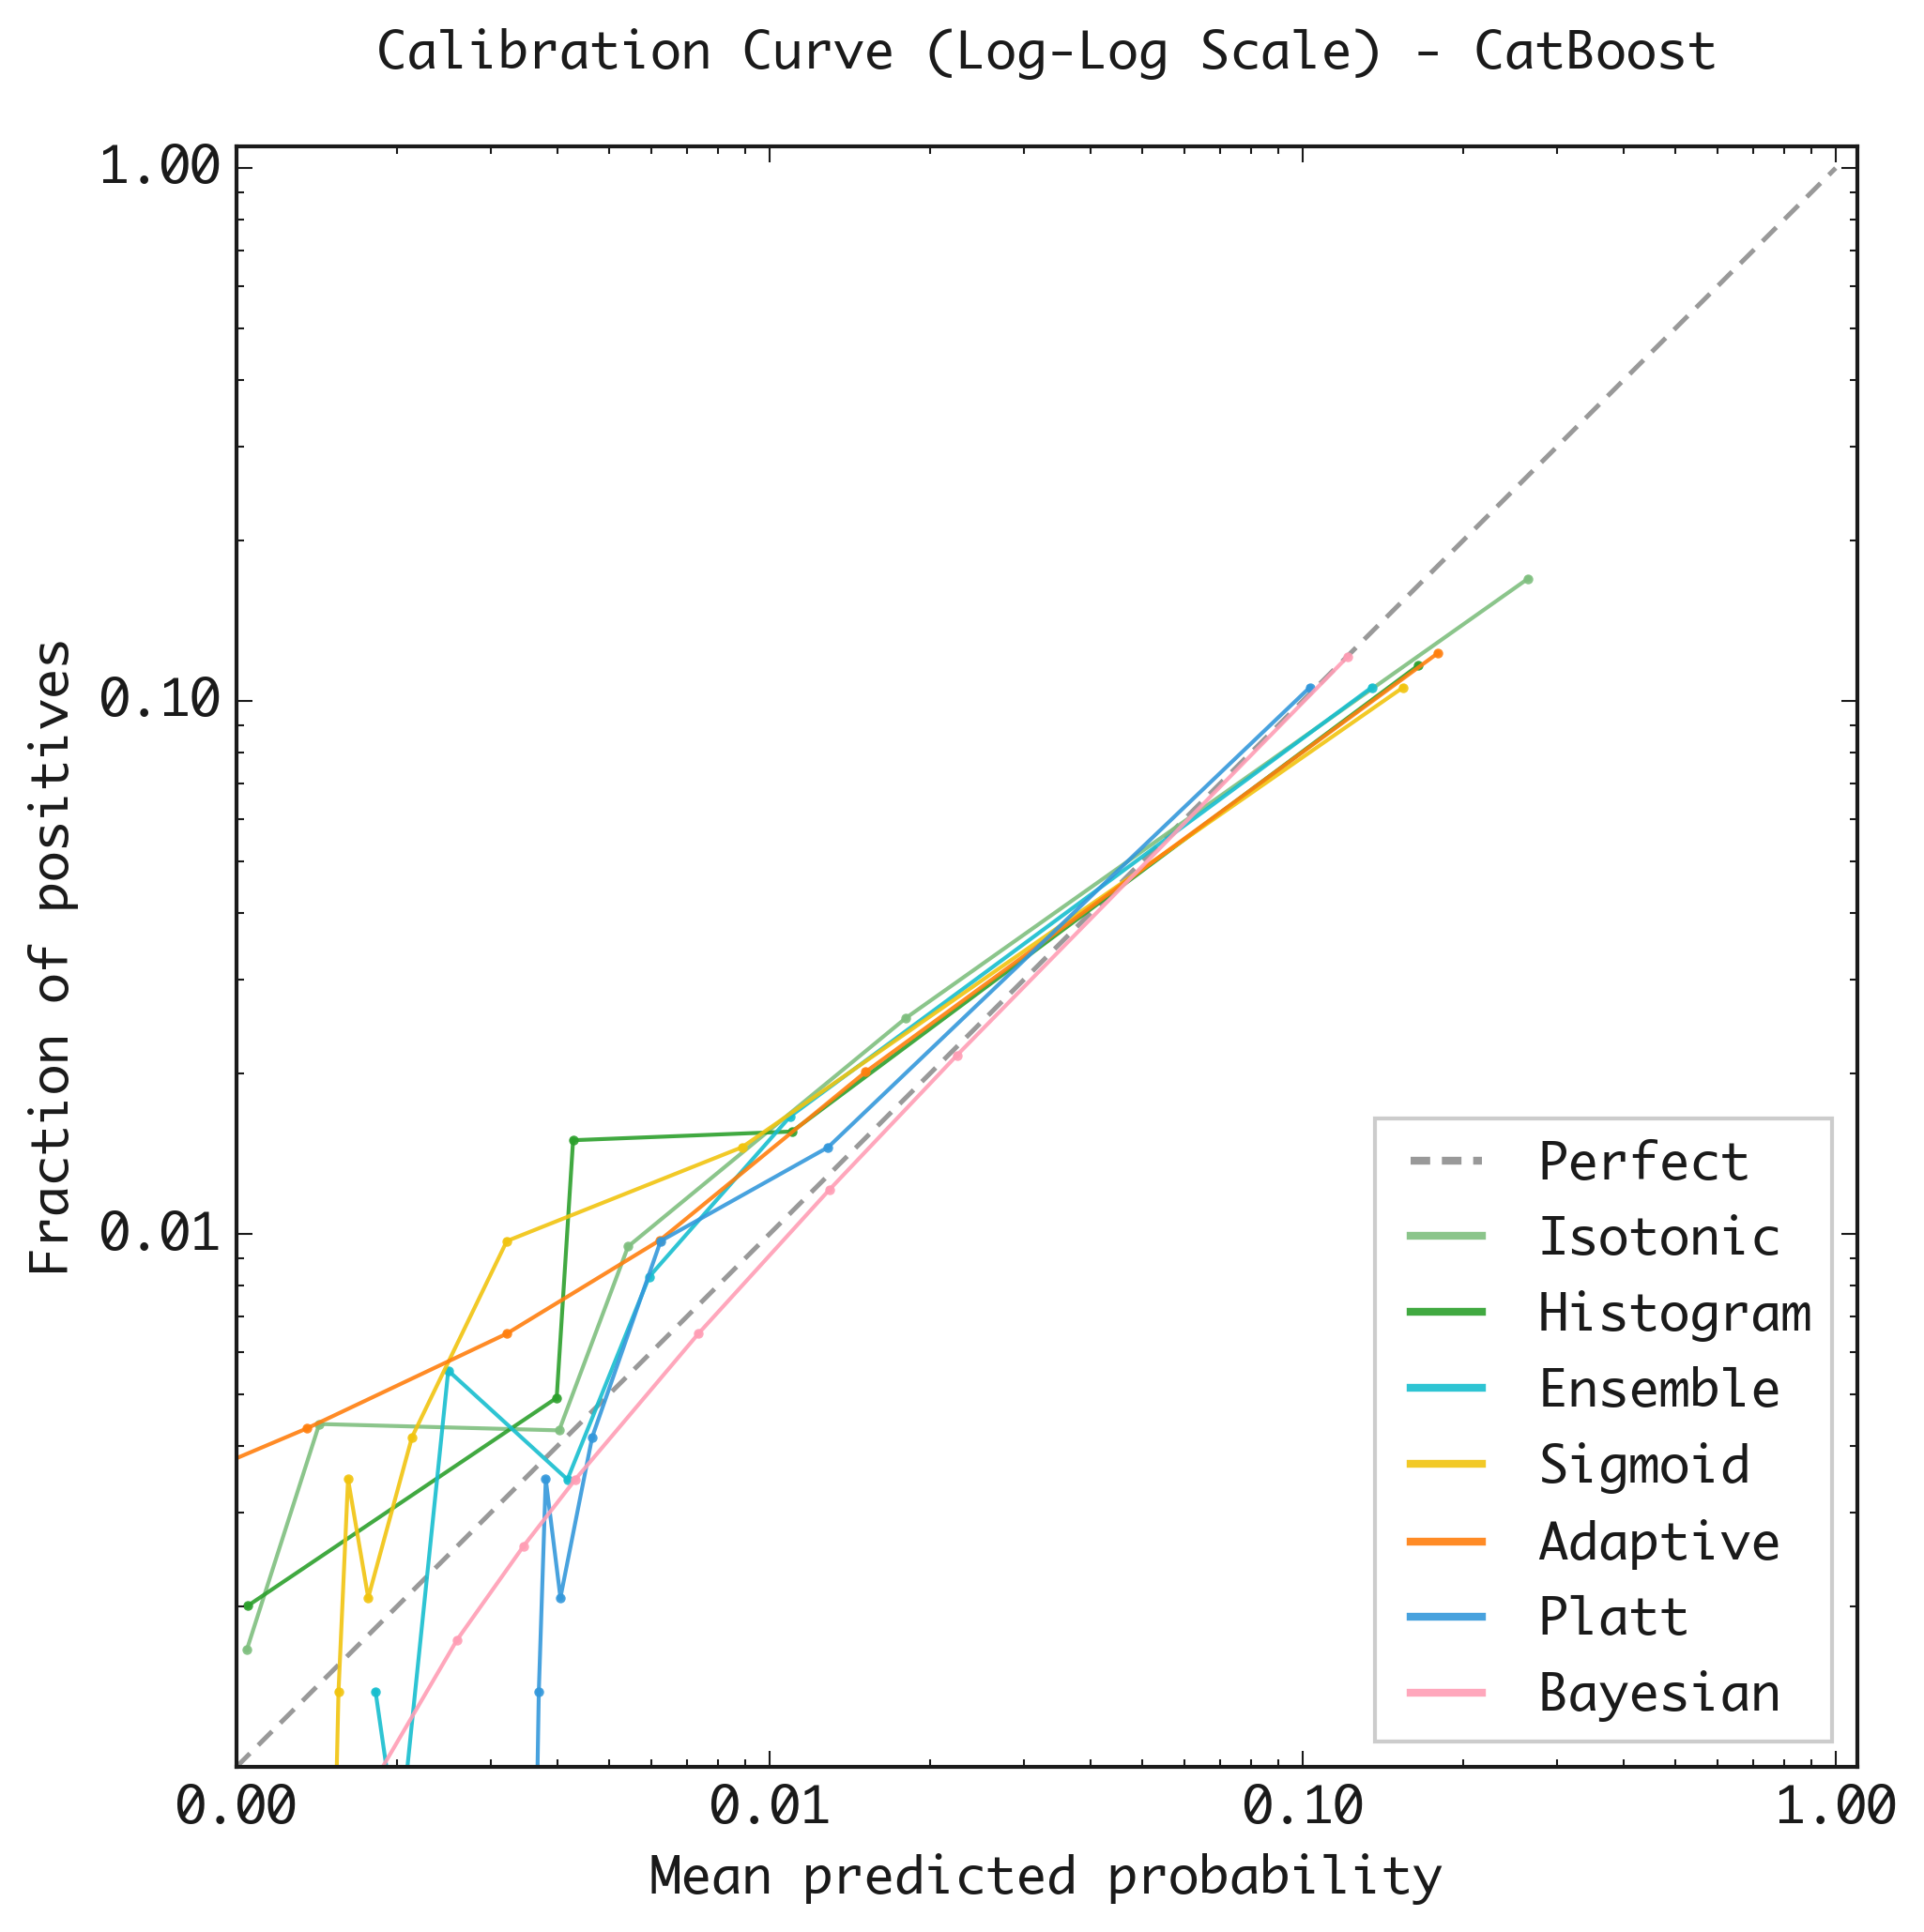 Calibration Curve (Log-Log Scale) - CatBoost
1.00
0.10
0.01
Fraction of positives
0.00
0.01
0.10
1.00
Mean predicted probability
Perfect
Isotonic
Histogram
Ensemble
Sigmoid
Adaptive
Platt
Bayesian